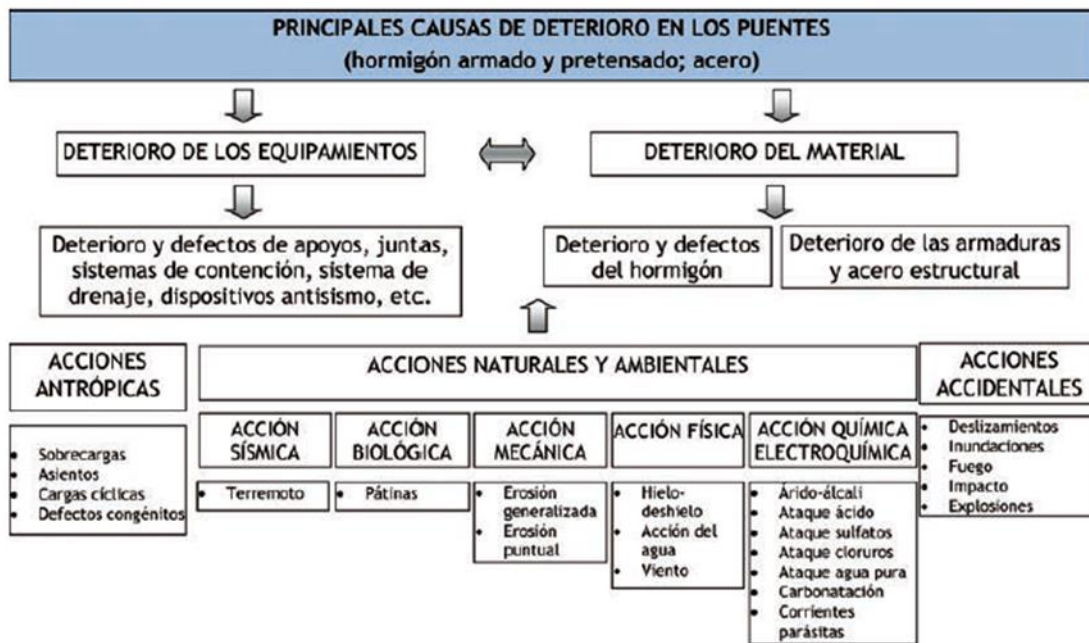 PRINCIPALES CAUSAS DE DETERIORO EN LOS PUENTES
(hormigón armado y pretensado; acero)
DETERIORO DE LOS EQUIPAMIENTOS
DETERIORO DEL MATERIAL
Deterioro y defectos de apoyos, juntas,
sistemas de contención, sistema de
drenaje, dispositivos antisismo, etc.
Deterioro y defectos
del hormigón
Deterioro de las armaduras
y acero estructural
ACCIONES
ANTRÓPICAS
• Sobrecargas
• Asientos
• Cargas cíclicas
• Defectos congénitos
ACCIONES NATURALES Y AMBIENTALES
ACCIÓN
SÍSMICA
• Terremoto
ACCIÓN
BIOLÓGICA
• Pátinas
ACCIÓN
MECÁNICA
• Erosión
generalizada
• Erosión
puntual
ACCIÓN FÍSICA
• Hielo-
deshielo
• Acción del
agua
• Viento
ACCIÓN QUÍMICA
ELECTROQUÍMICA
• Árido-álcali
• Ataque ácido
• Ataque sulfatos
• Ataque cloruros
• Ataque agua pura
• Carbonatación
• Corrientes
parásitas
ACCIONES
ACCIDENTALES
• Deslizamientos
• Inundaciones
• Fuego
• Impacto
• Explosiones